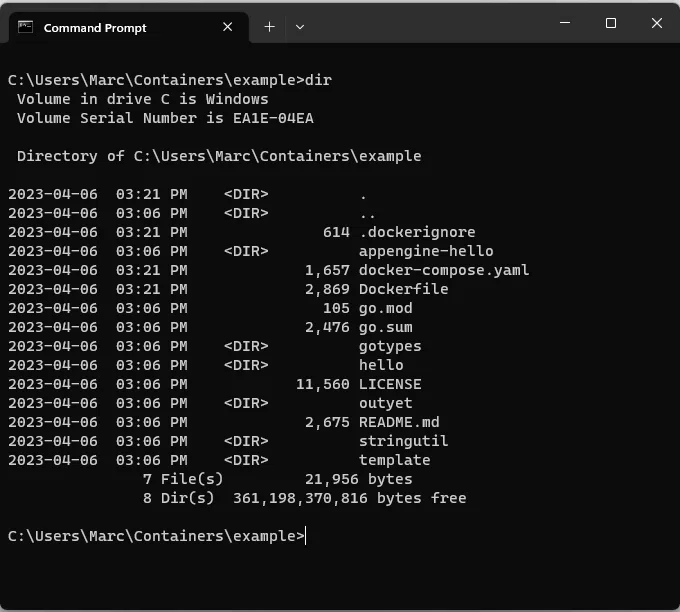 Command Prompt
C:\Users\Marc\Containers\example>dir
 Volume in drive C is Windows
 Volume Serial Number is EA1E-04EA
 Directory of C:\Users\Marc\Containers\example
2023-04-06  03:21 PM    <DIR>          .
2023-04-06  03:06 PM    <DIR>          ..
2023-04-06  03:21 PM               614 .dockerignore
2023-04-06  03:06 PM    <DIR>          appengine-hello
2023-04-06  03:21 PM             1,657 docker-compose.yaml
2023-04-06  03:21 PM             2,869 Dockerfile
2023-04-06  03:06 PM               105 go.mod
2023-04-06  03:06 PM             2,476 go.sum
2023-04-06  03:06 PM    <DIR>          gotypes
2023-04-06  03:06 PM    <DIR>          hello
2023-04-06  03:06 PM            11,560 LICENSE
2023-04-06  03:06 PM    <DIR>          outyet
2023-04-06  03:06 PM             2,675 README.md
2023-04-06  03:06 PM    <DIR>          stringutil
2023-04-06  03:06 PM    <DIR>          template
               7 File(s)         21,956 bytes
               8 Dir(s)  361,198,370,816 bytes free
C:\Users\Marc\Containers\example>